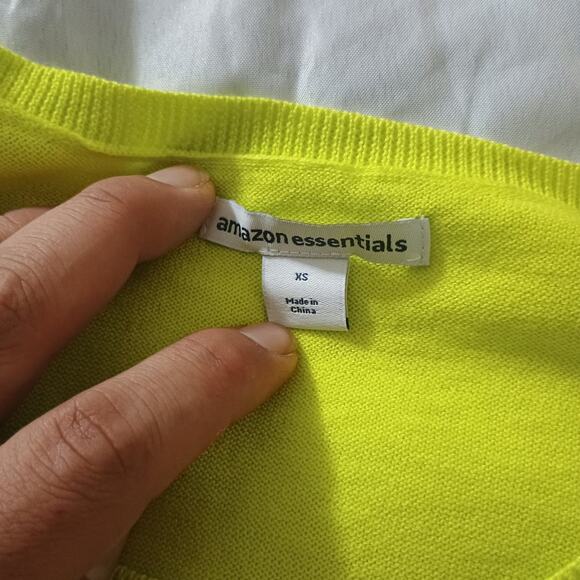 amazon essentials
XS
Made in
China